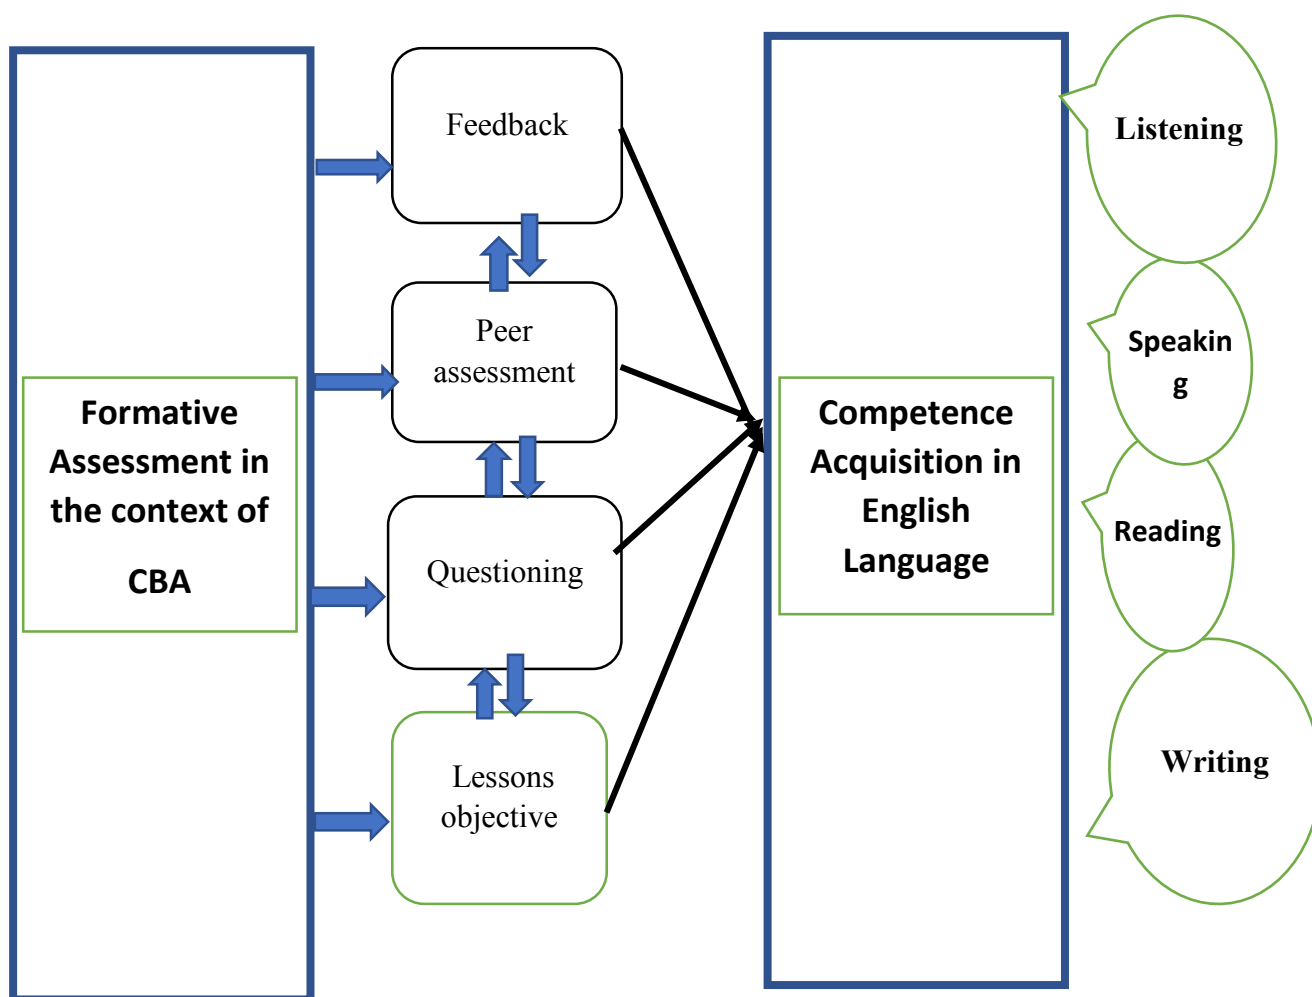 Feedback
Peer
assessment
Questioning
Lessons
objective
Formative
Assessment in
the context of
CBA
Competence
Acquisition in
English
Language
Listening
Speakin
g
Reading
Writing